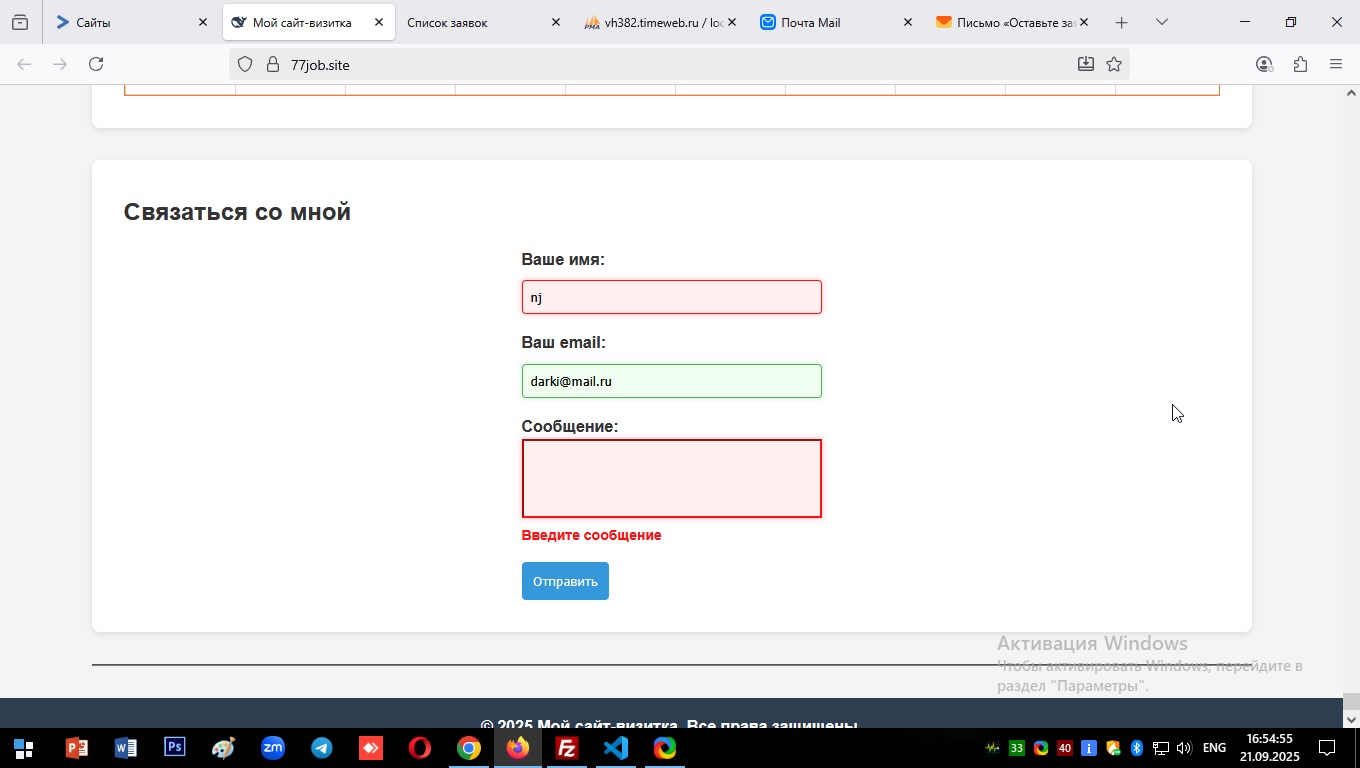 Сайты
Мой сайт-визитка
Список заявок
vh382.timeweb.ru / loc
Почта Mail
Письмо «Оставьте за
77job.site
Связаться со мной
Ваше имя:
nj
Ваш email:
darki@mail.ru
Сообщение:
Введите сообщение
Отправить
Активация Windows
Чтобы активировать Windows, перейдите в
раздел "Параметры".
© 2025 Мой сайт-визитка. Все права защищены.
33
40
ENG
16:54:55
21.09.2025